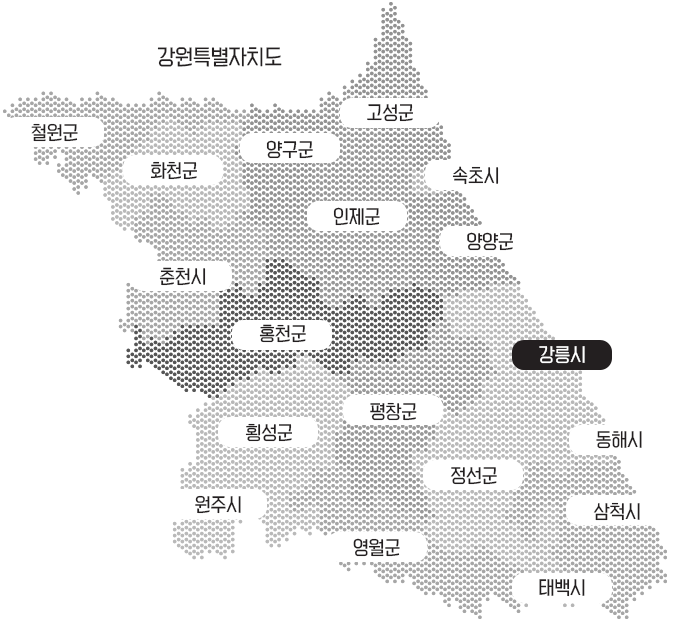 강원특별자치도
고성군
철원군
양구군
화천군
속초시
인제군
양양군
춘천시
홍천군
강릉시
평창군
횡성군
동해시
정선군
원주시
삼척시
영월군
태백시